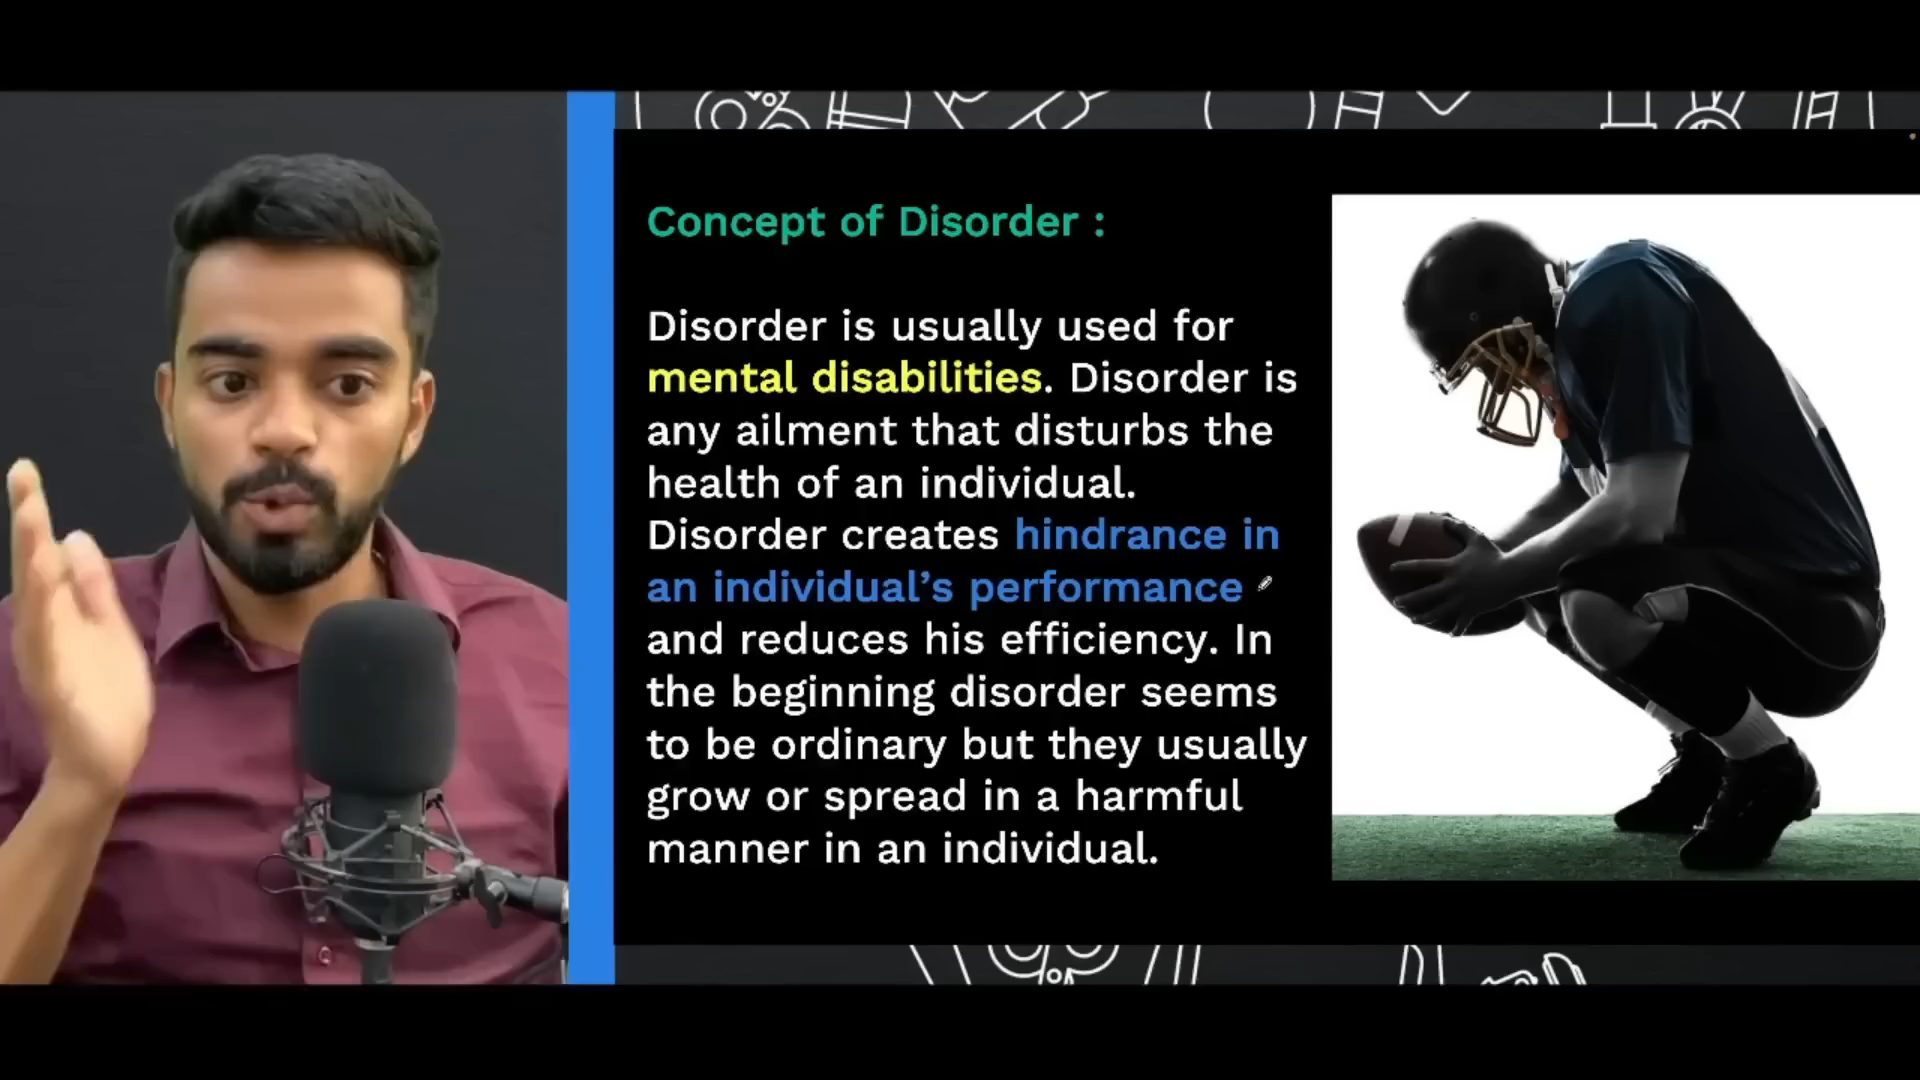 Concept of Disorder :
Disorder is usually used for
mental disabilities. Disorder is
any ailment that disturbs the
health of an individual.
Disorder creates hindrance in
an individual’s performance
and reduces his efficiency. In
the beginning disorder seems
to be ordinary but they usually
grow or spread in a harmful
manner in an individual.